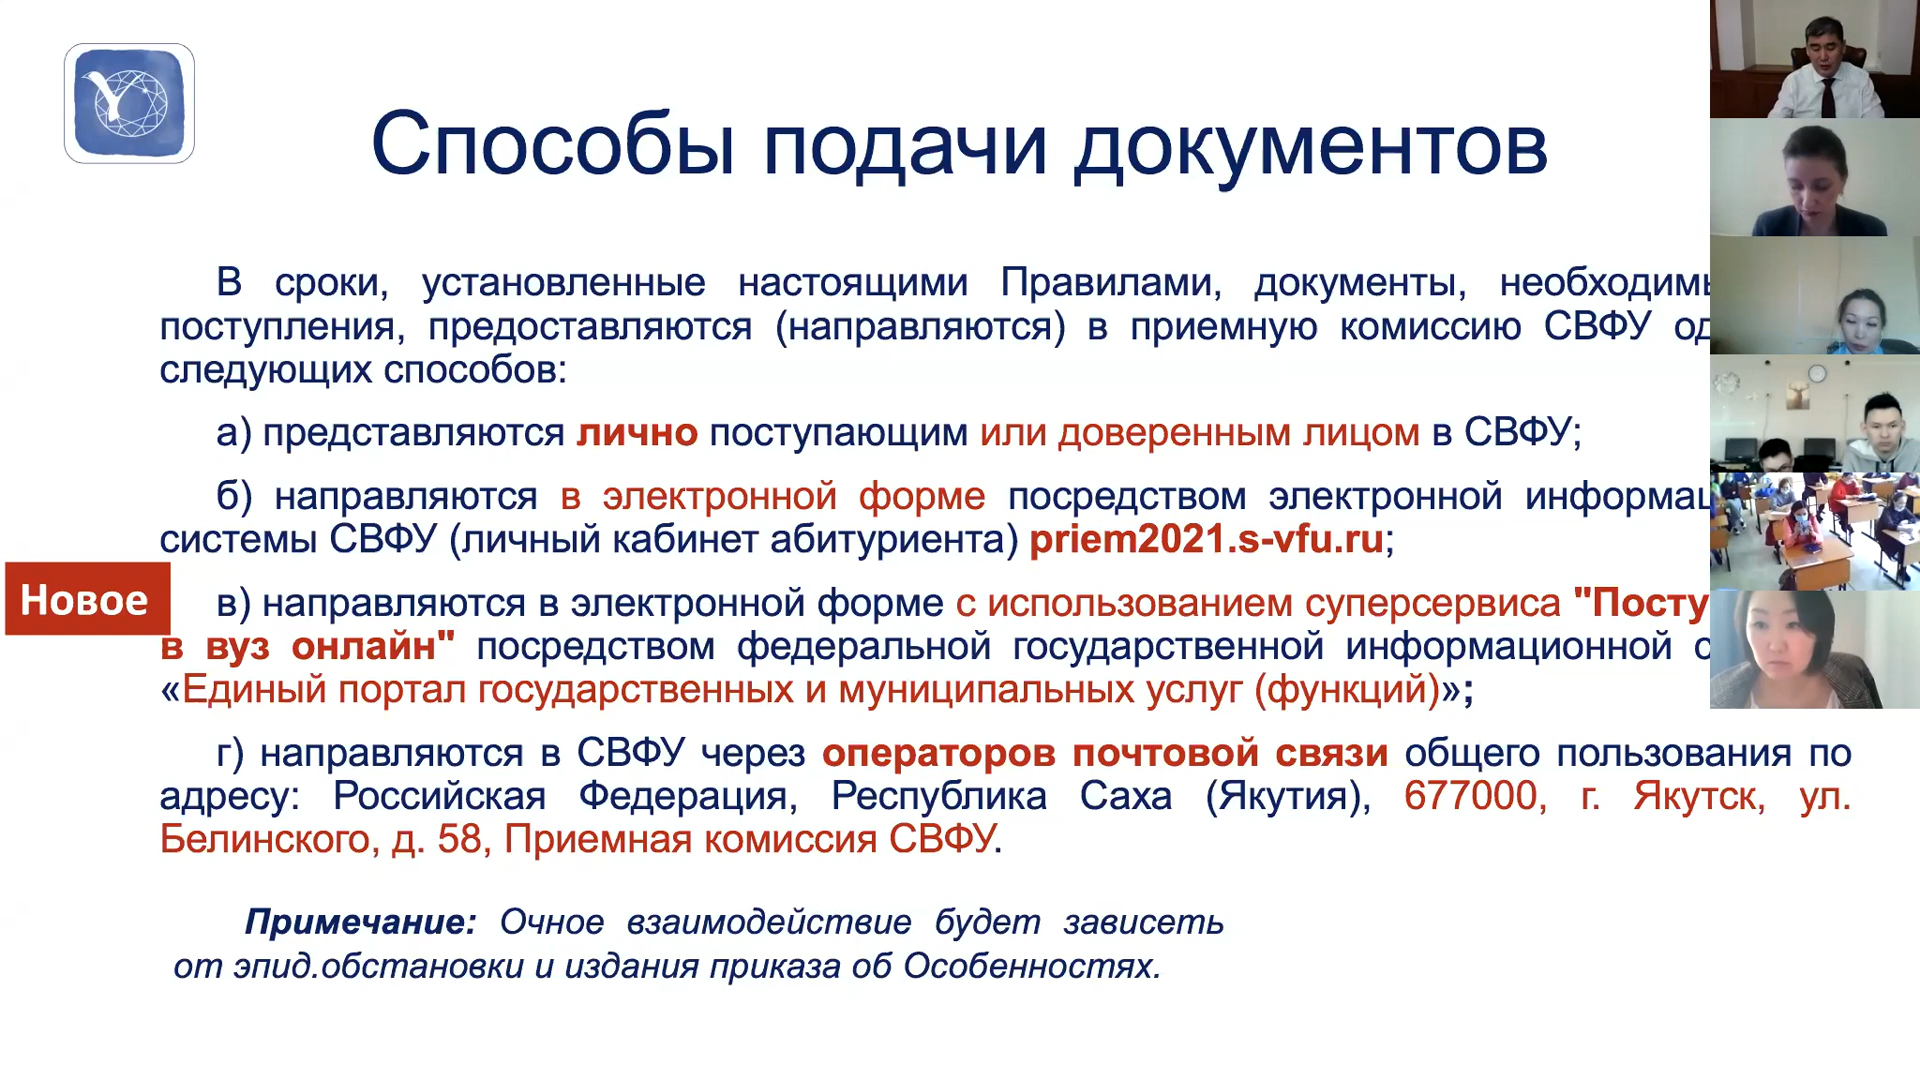 Способы подачи документов
В сроки, установленные настоящими Правилами, документы,
поступления, предоставляются (направляются) в приемную комиссию СВФУ
следующих способов:
а) представляются лично поступающим или доверенным лицом в СВФУ;
б) направляются в электронной форме посредством электронной
системы СВФУ (личный кабинет абитуриента) priem2021.s-vfu.ru;
Новое
в) направляются в электронной форме с использованием суперсервиса
в вуз онлайн" посредством федеральной государственной информационной
«Единый портал государственных и муниципальных услуг (функций)»;
г) направляются в СВФУ через операторов почтовой связи общего пользования по
адресу: Российская Федерация, Республика Саха (Якутия), 677000, г. Якутск, ул.
Белинского, д. 58, Приемная комиссия СВФУ.
Примечание: Очное взаимодействие будет зависеть
от эпид.обстановки и издания приказа об Особенностях.